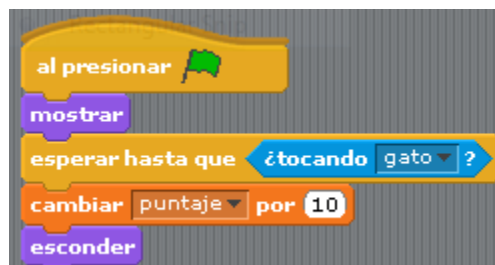 al presionar
mostrar
esperar hasta que ¿tocando gato ?
cambiar puntaje por 10
esconder